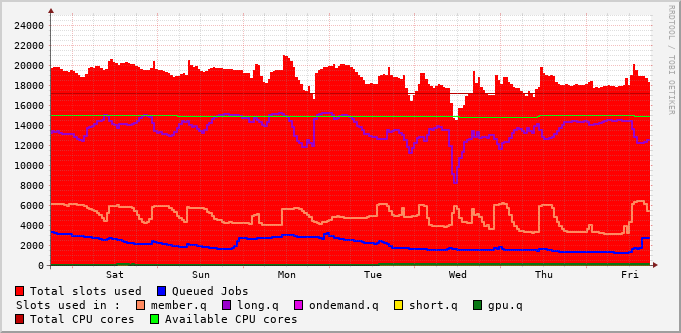 RRDTOOL / TOBI OETIKER
24000
22000
20000
18000
16000
14000
12000
10000
8000
6000
4000
2000
0
Sat Sun Mon Tue Wed Thu Fri
Total slots used Queued Jobs
Slots used in : member.q long.q ondemand.q short.q gpu.q
Total CPU cores Available CPU cores